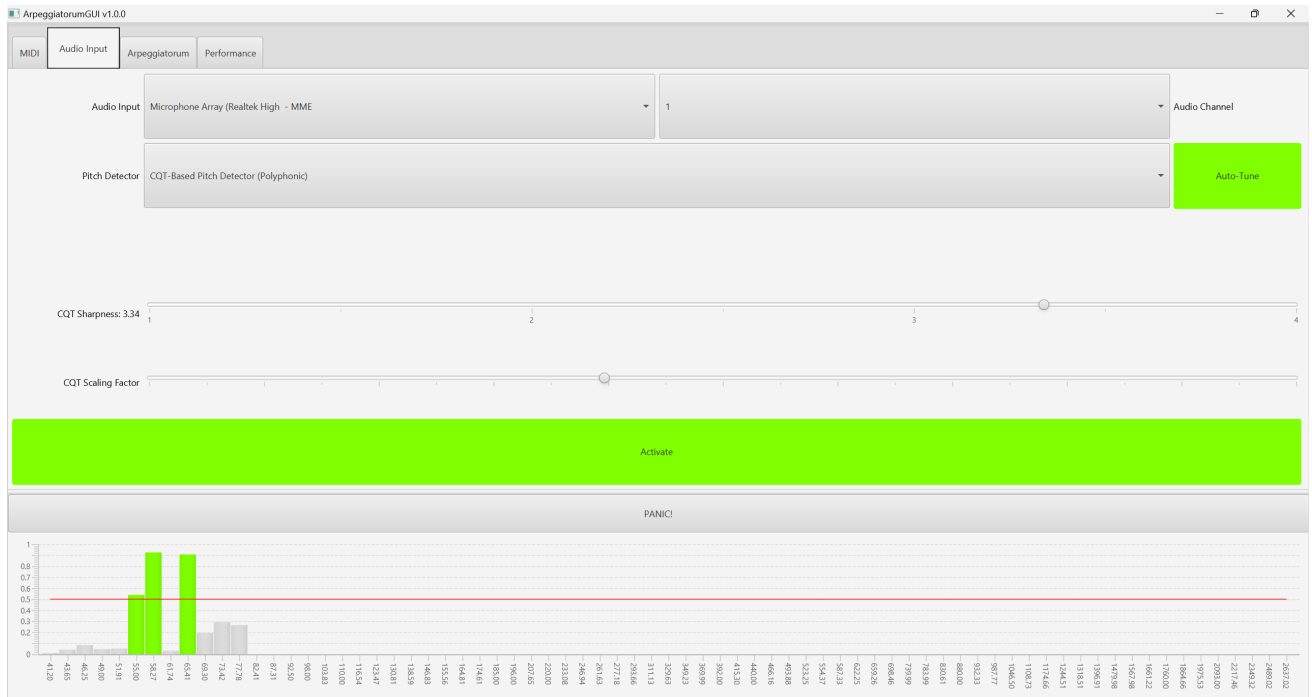 ArpeggiatorumGUI v1.0.0
MIDI Audio Input Arpeggiatorum Performance
Audio Input Microphone Array (Realtek High - MME 1 Audio Channel
Pitch Detector CQT-Based Pitch Detector (Polyphonic) Auto-Tune
CQT Sharpness: 3.34
1 2 3 4
CQT Scaling Factor
Activate
PANIC!
1
0.8
0.7
0.6
0.5
0.4
0.3
0.2
0
41.20 43.65 46.25 49.00 51.91 55.00 58.27 61.74 65.41 69.30 73.42 77.78 82.41 87.31 92.50 98.00 103.83 110.00 116.54 123.47 130.81 138.59 146.83 155.56 164.81 174.61 185.00 196.00 207.65 220.00 233.08 246.94 261.63 277.18 293.66 311.13 329.63 349.23 369.99 392.00 415.30 440.00 466.16 493.88 523.25 554.37 587.33 622.25 659.26 698.46 739.99 783.99 830.61 880.00 932.33 987.77 1046.50 1108.73 1174.66 1244.51 1318.51 1396.91 1479.98 1567.98 1661.22 1760.00 1864.66 1975.53 2093.00 2217.46 2349.32 2489.02 2637.02